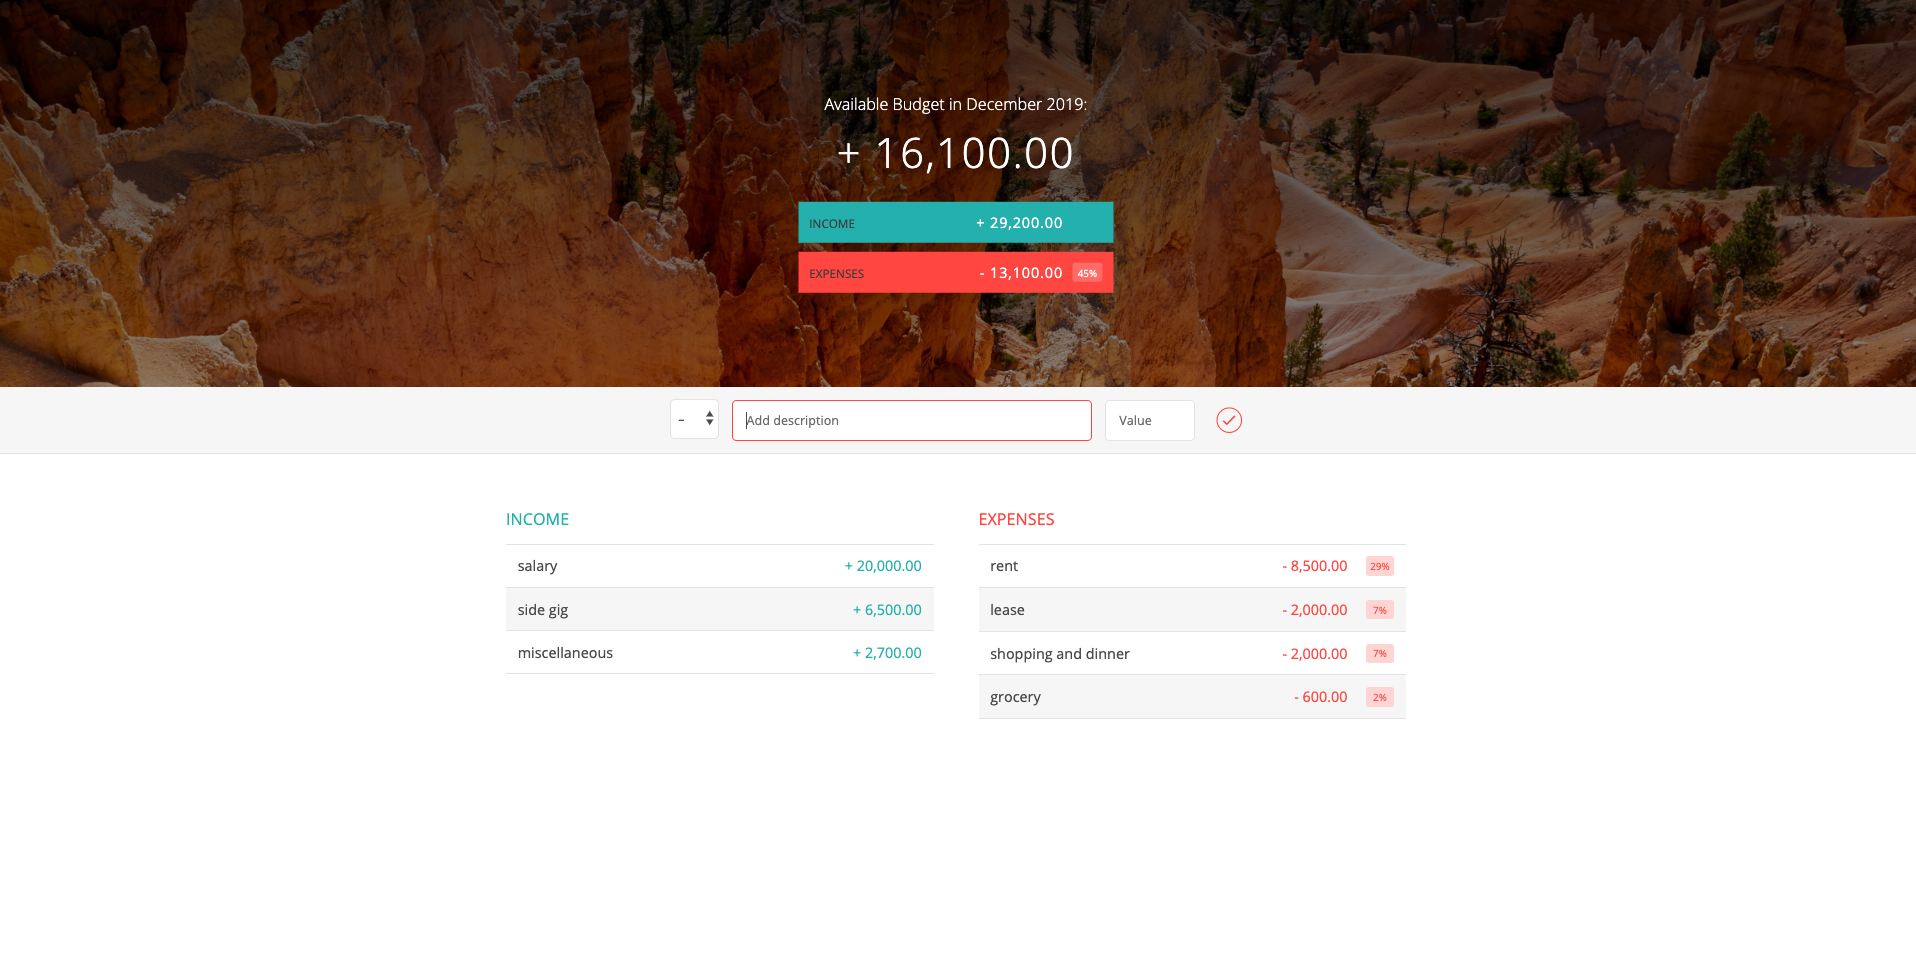 Available Budget in December 2019:
+ 16,100.00
INCOME + 29,200.00
EXPENSES - 13,100.00 45%
- Add description Value
INCOME
salary + 20,000.00
side gig + 6,500.00
miscellaneous + 2,700.00
EXPENSES
rent - 8,500.00 29%
lease - 2,000.00 7%
shopping and dinner - 2,000.00 7%
grocery - 600.00 2%